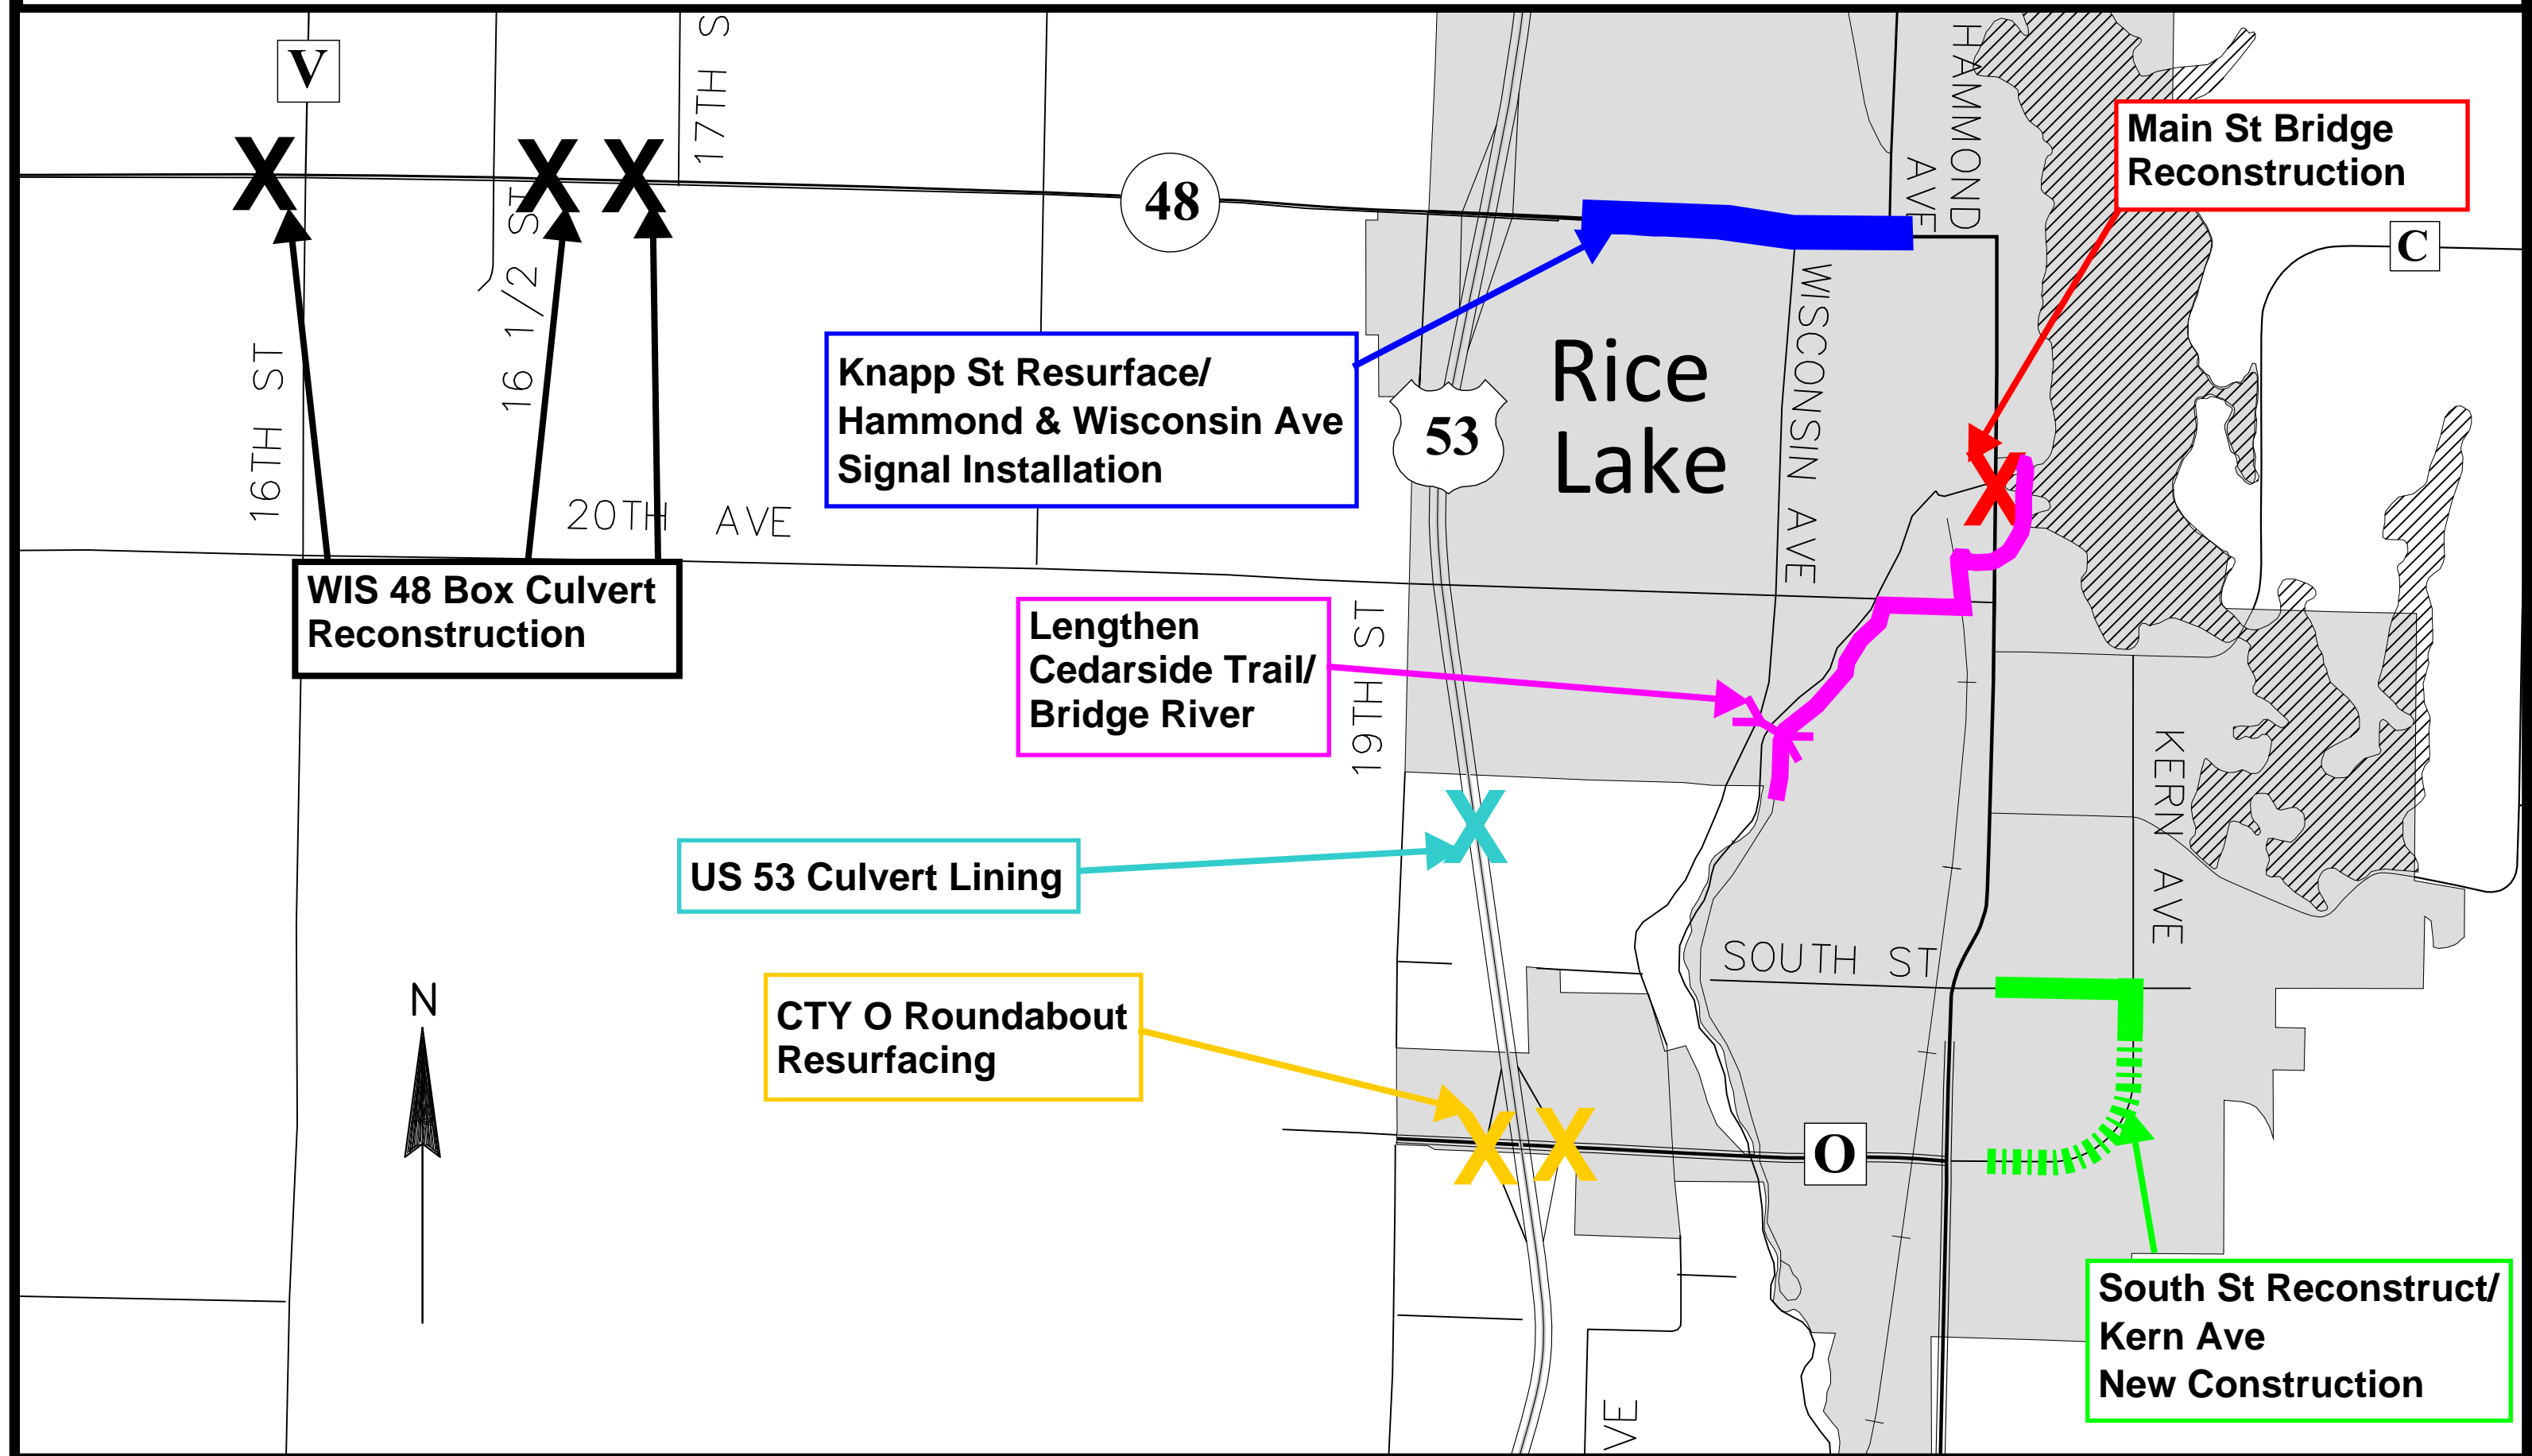 V
17TH S
HAMMOND
AVE
Main St Bridge
Reconstruction
48
C
16 1/2 ST
WISCONSIN AVE
16TH ST
Knapp St Resurface/
Hammond & Wisconsin Ave
Signal Installation
Rice
Lake
53
20TH AVE
WIS 48 Box Culvert
Reconstruction
Lengthen
Cedarside Trail/
Bridge River
19TH ST
KERN AVE
US 53 Culvert Lining
SOUTH ST
N
CTY O Roundabout
Resurfacing
O
South St Reconstruct/
Kern Ave
New Construction
VE
X
X
X
X
X
X
X